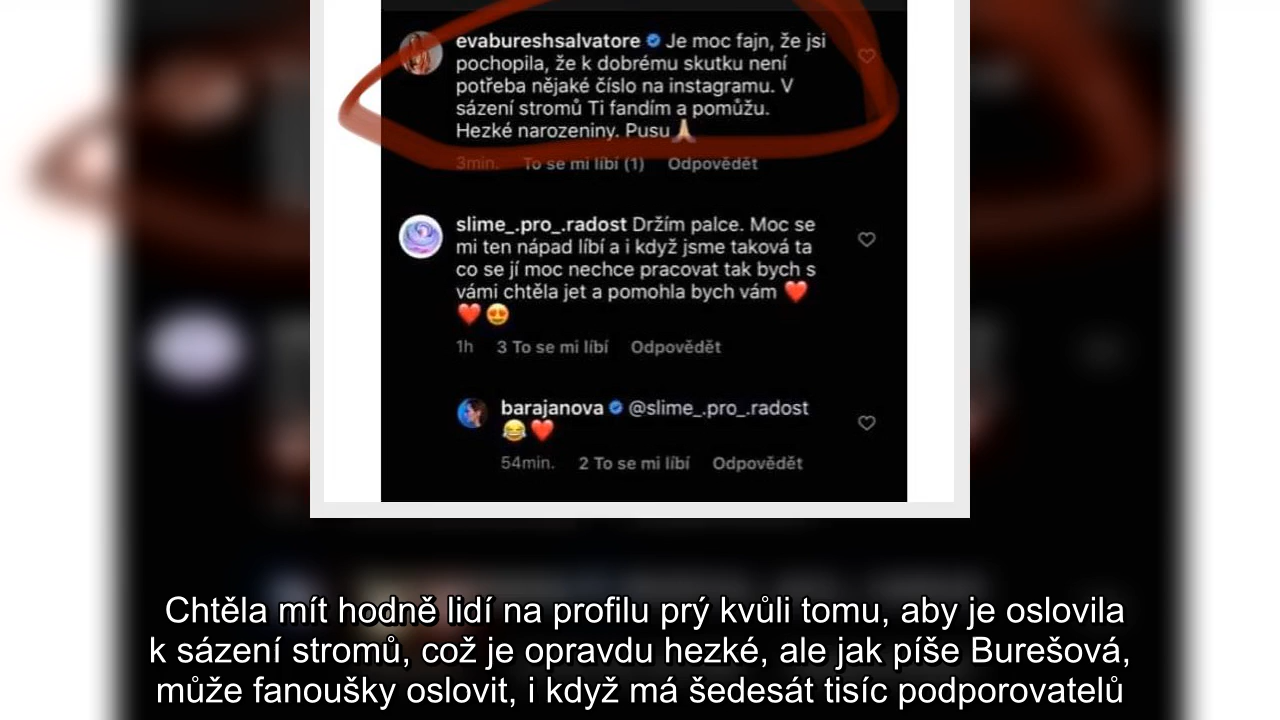 evabureshsalvatore Je moc fajn, že jsi
pochopila, že k dobrému skutku není
potřeba nějaké číslo na instagramu. V
sázení stromů Ti fandím a pomůžu.
Hezké narozeniny. Pusu🙏🏼
3min. To se mi líbí (1) Odpovědět
slime_.pro_.radost Držím palce. Moc se
mi ten nápad líbí a i když jsme taková ta
co se jí moc nechce pracovat tak bych s
vámi chtěla jet a pomohla bych vám ❤️
❤️😍
1h 3 To se mi líbí Odpovědět
barajanova @slime_.pro_.radost
😂❤️
54min. 2 To se mi líbí Odpovědět
Chtěla mít hodně lidí na profilu prý kvůli tomu, aby je oslovila
k sázení stromů, což je opravdu hezké, ale jak píše Burešová,
může fanoušky oslovit, i když má šedesát tisíc podporovatelů